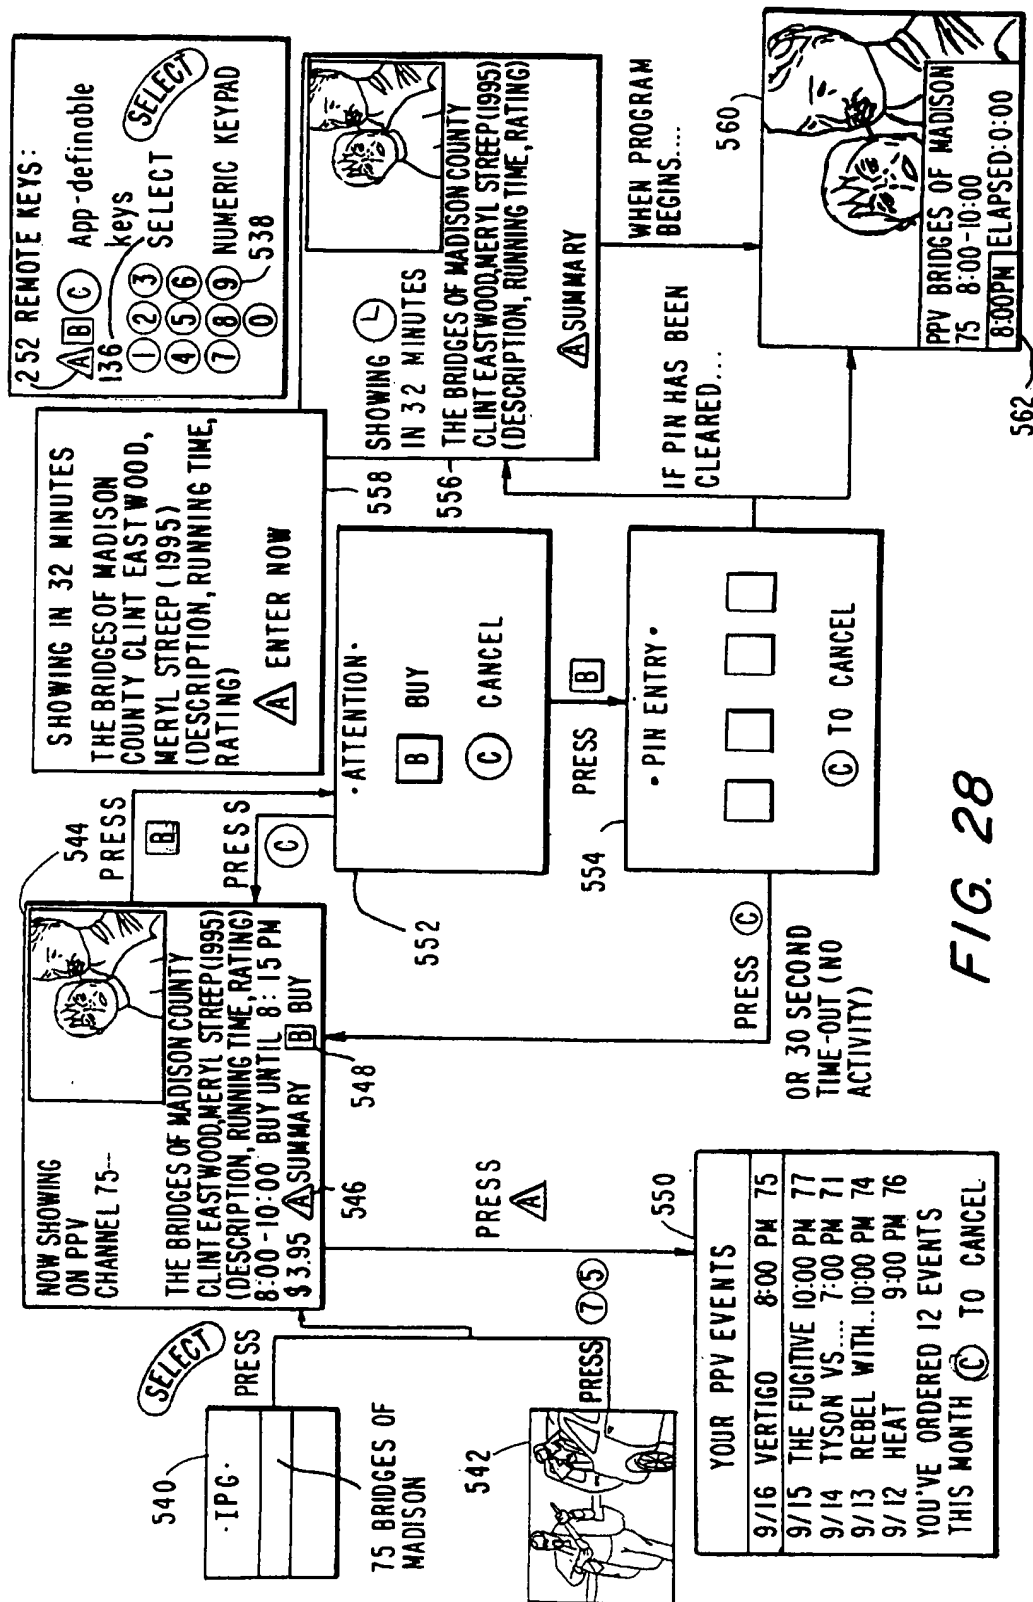 540
·IPG·
75 BRIDGES OF
MADISON
SELECT
PRESS
542
PRESS 7 5
544
NOW SHOWING
ON PPV
CHANNEL 75--
THE BRIDGES OF MADISON COUNTY
CLINT EASTWOOD,MERYL STREEP(1995)
(DESCRIPTION, RUNNING TIME, RATING)
8:00-10:00 BUY UNTIL 8:15PM
$3.95 A SUMMARY B BUY
546
548
PRESS
A
550
YOUR PPV EVENTS
9/16 VERTIGO 8:00 PM 75
9/15 THE FUGITIVE 10:00 PM 77
9/14 TYSON VS.... 7:00 PM 71
9/13 REBEL WITH...10:00 PM 74
9/12 HEAT 9:00 PM 76
YOU'VE ORDERED 12 EVENTS
THIS MONTH C TO CANCEL
PRESS
B
PRESS
C
552
·ATTENTION·
B BUY
C CANCEL
PRESS B
554
·PIN ENTRY·
C TO CANCEL
PRESS C
OR 30 SECOND
TIME-OUT (NO
ACTIVITY)
558
SHOWING IN 32 MINUTES
THE BRIDGES OF MADISON
COUNTY CLINT EASTWOOD,
MERYL STREEP (1995)
(DESCRIPTION, RUNNING TIME,
RATING)
A ENTER NOW
252 REMOTE KEYS:
A B C App-definable
keys
136
SELECT
SELECT
1 2 3
4 5 6
7 8 9 NUMERIC KEYPAD
0
538
556
SHOWING
IN 32 MINUTES
THE BRIDGES OF MADISON COUNTY
CLINT EASTWOOD,MERYL STREEP(1995)
(DESCRIPTION, RUNNING TIME, RATING)
A SUMMARY
IF PIN HAS BEEN
CLEARED...
WHEN PROGRAM
BEGINS....
560
PPV BRIDGES OF MADISON
75 8:00-10:00
8:00PM ELAPSED:0:00
562
FIG. 28